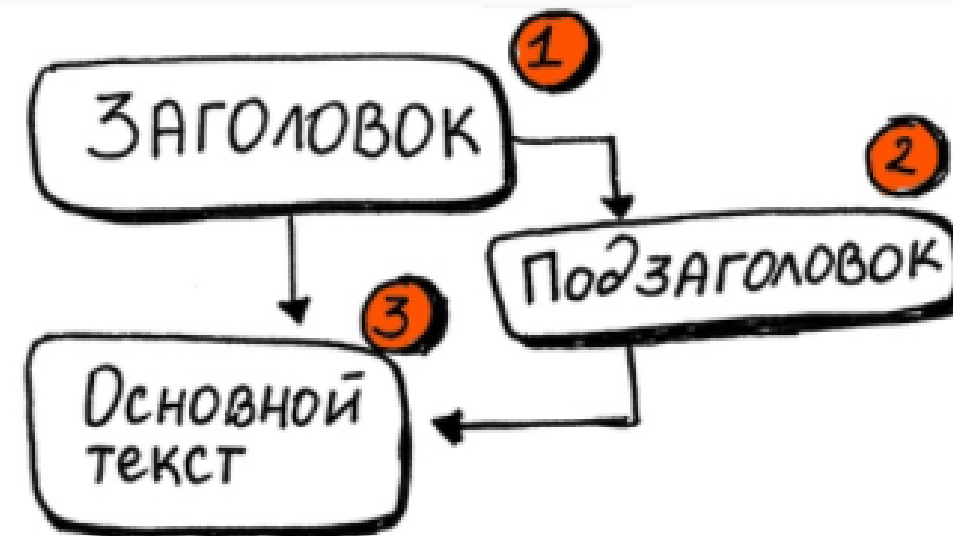 1
Заголовок
2
Подзаголовок
3
Основной
текст